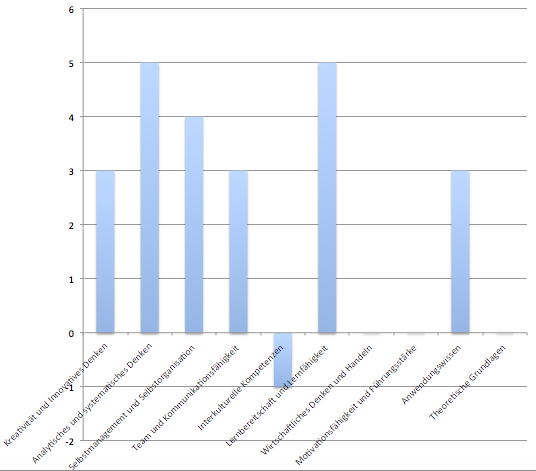 6
5
4
3
2
1
0
-1
-2
Kreativität und Innovatives Denken
Analytisches und systematisches Denken
Selbstmanagement und Selbstorganisation
Team und Kommunikationsfähigkeit
Interkulturelle Kompetenzen
Lernbereitschaft und Lernfähigkeit
Wirtschaftliches Denken und Handeln
Motivationsfähigkeit und Führungsstärke
Anwendungswissen
Theoretische Grundlagen